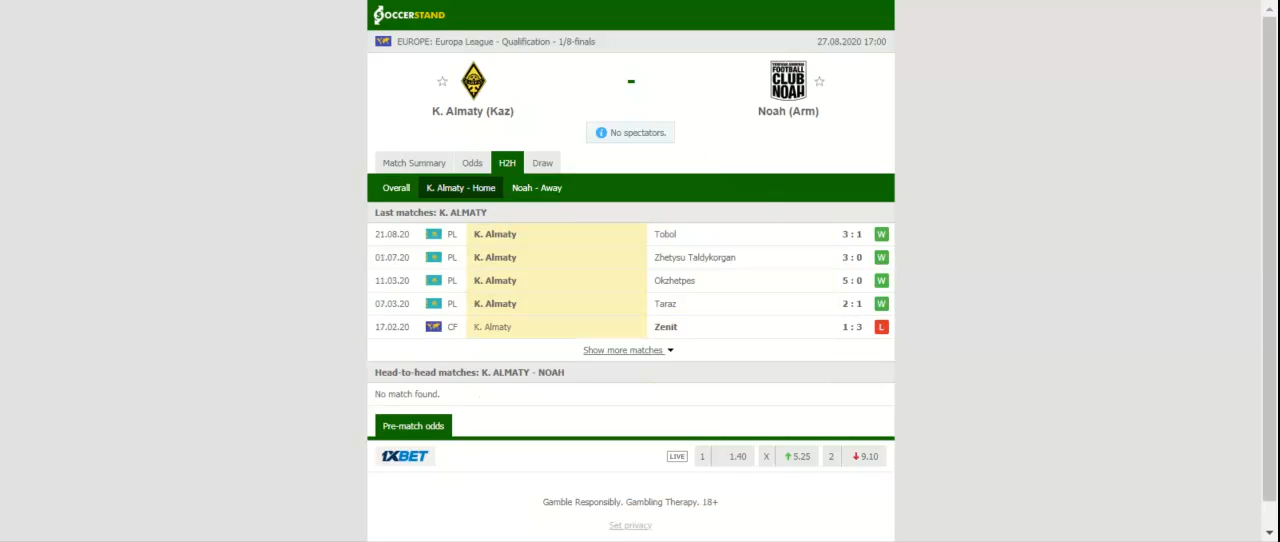 SOCCERSTAND
EUROPE: Europa League - Qualification - 1/8-finals 27.08.2020 17:00
FOOTBALL
CLUB
NOAH
-
K. Almaty (Kaz) Noah (Arm)
No spectators.
Match Summary Odds H2H Draw
Overall K. Almaty - Home Noah - Away
Last matches: K. ALMATY
21.08.20 PL K. Almaty Tobol 3 : 1 W
01.07.20 PL K. Almaty Zhetysu Taldykorgan 3 : 0 W
11.03.20 PL K. Almaty Okzhetpes 5 : 0 W
07.03.20 PL K. Almaty Taraz 2 : 1 W
17.02.20 CF K. Almaty Zenit 1 : 3 L
Show more matches
Head-to-head matches: K. ALMATY - NOAH
No match found.
Pre-match odds
1XBET LIVE 1 1.40 X 5.25 2 9.10
Gamble Responsibly. Gambling Therapy. 18+
Set privacy